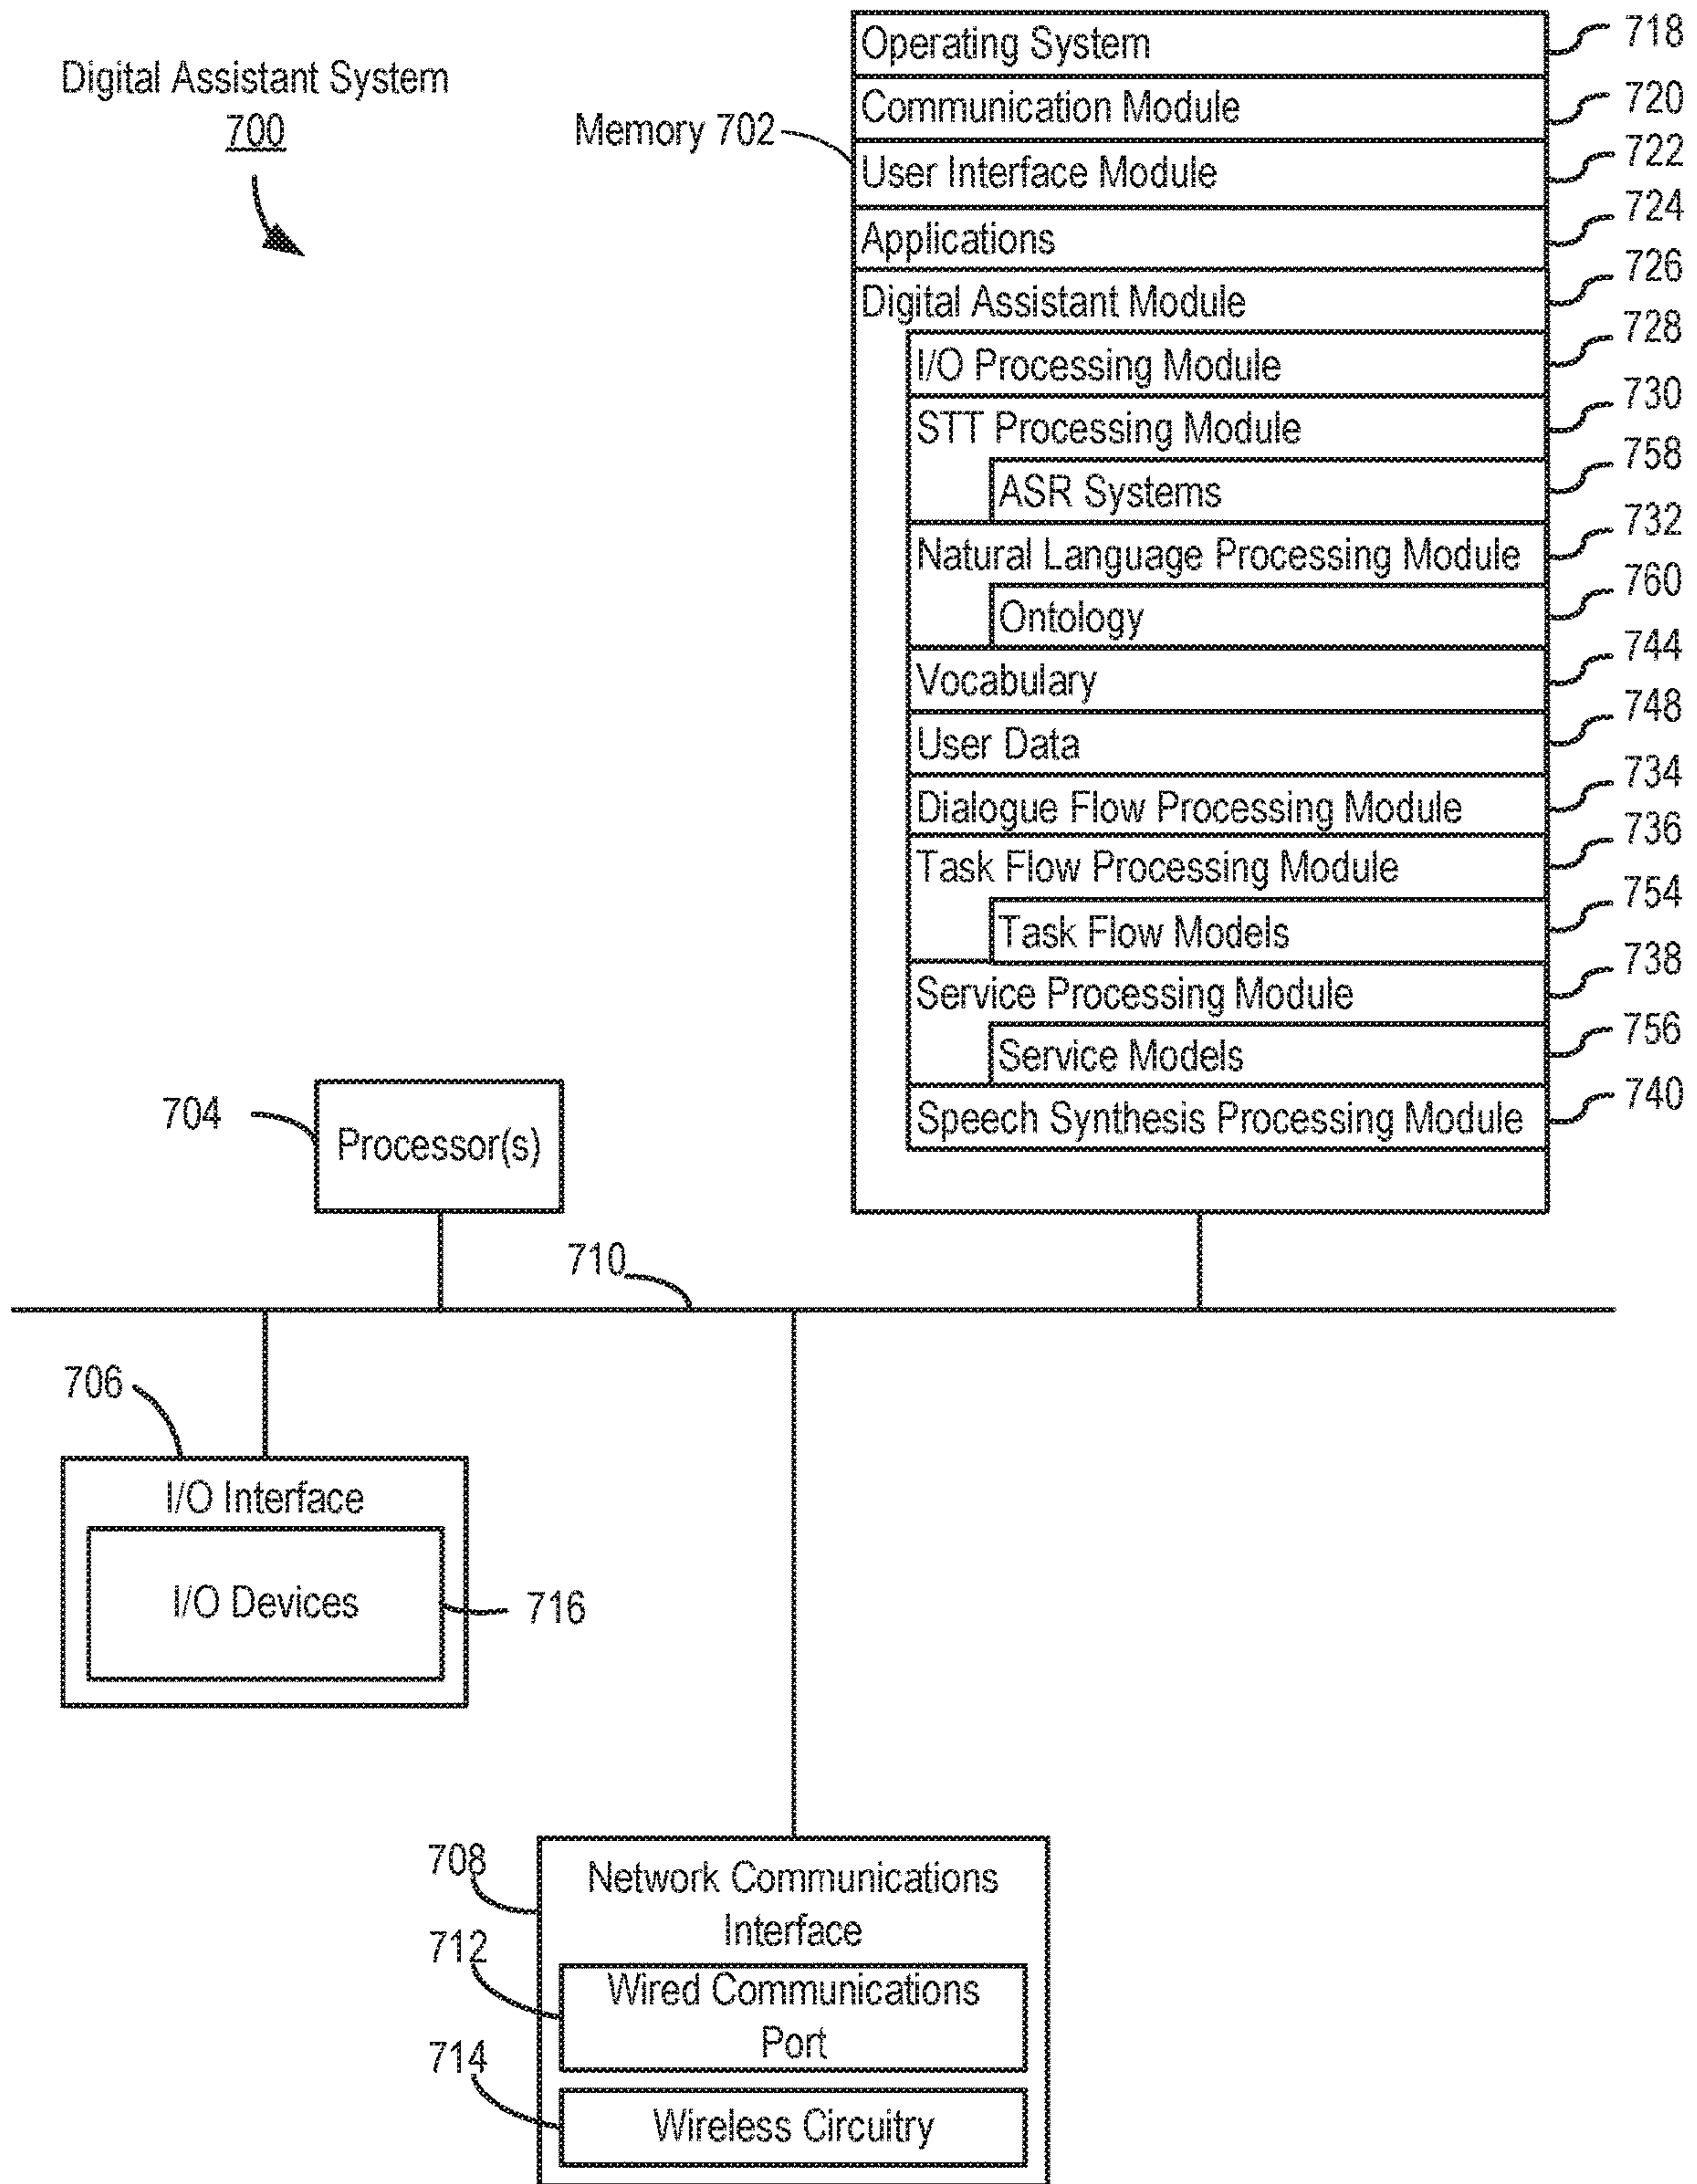 Digital Assistant System
700
Memory 702
Operating System 718
Communication Module 720
User Interface Module 722
Applications 724
Digital Assistant Module 726
I/O Processing Module 728
STT Processing Module 730
ASR Systems 758
Natural Language Processing Module 732
Ontology 760
Vocabulary 744
User Data 748
Dialogue Flow Processing Module 734
Task Flow Processing Module 736
Task Flow Models 754
Service Processing Module 738
Service Models 756
Speech Synthesis Processing Module 740
704
Processor(s)
710
706
I/O Interface
I/O Devices
716
708
Network Communications
Interface
712
Wired Communications
Port
714
Wireless Circuitry